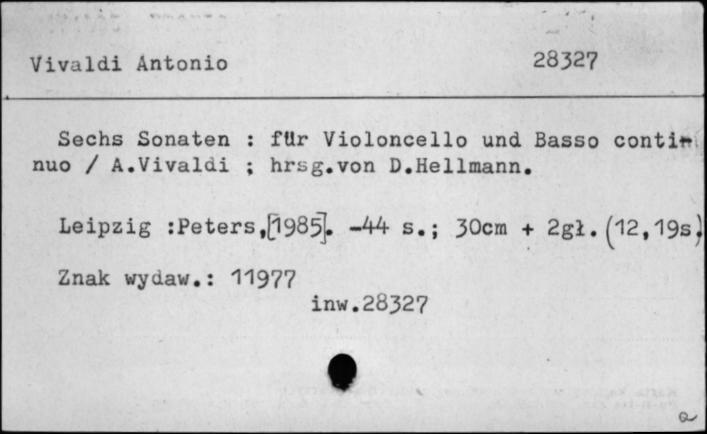 Vivaldi Antonio 28327
Sechs Sonaten : für Violoncello und Basso conti-
nuo / A.Vivaldi ; hrsg.von D.Hellmann.
Leipzig :Peters,[1985]. -44 s.; 30cm + 2gł.(12,19s)
Znak wydaw.: 11977
inw.28327